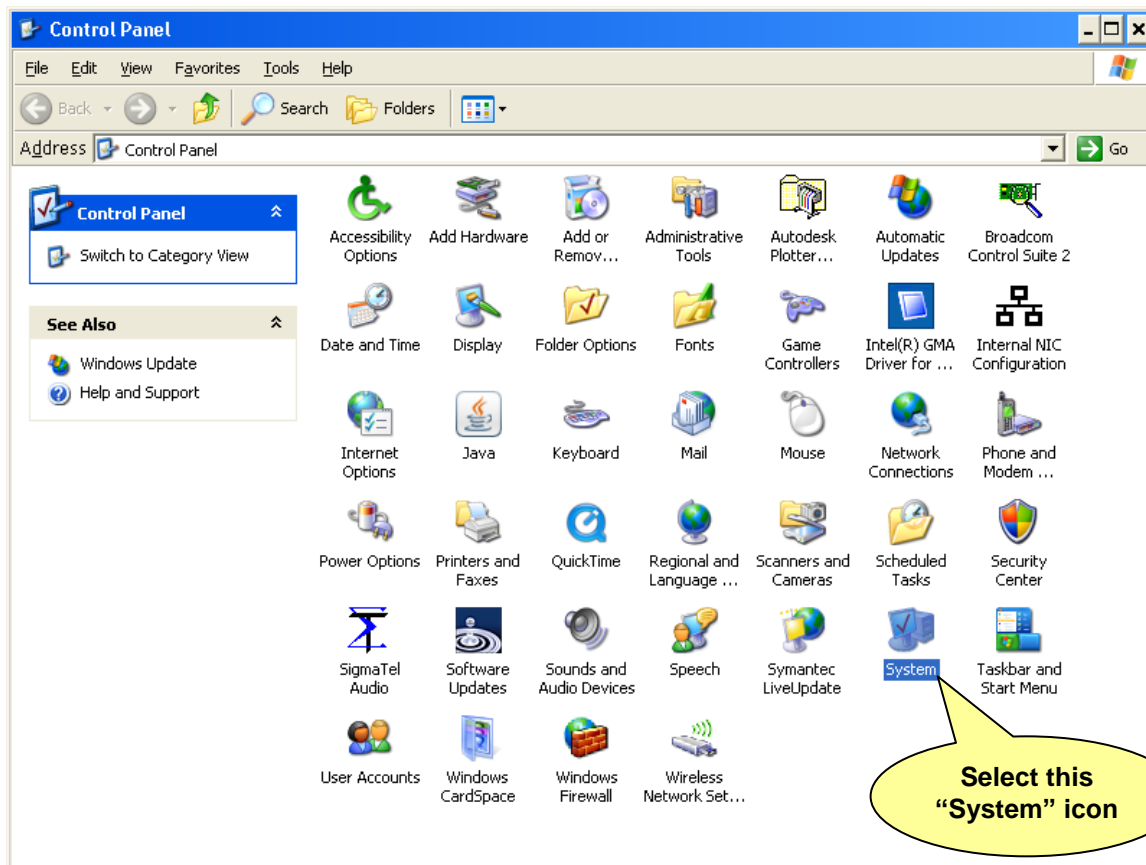 Control Panel
File Edit View Favorites Tools Help
Back Search Folders
Address Control Panel Go
Control Panel
Switch to Category View
See Also
Windows Update
Help and Support
Accessibility
Options
Add Hardware
Add or
Remov...
Administrative
Tools
Autodesk
Plotter...
Automatic
Updates
Broadcom
Control Suite 2
Date and Time
Display
Folder Options
Fonts
Game
Controllers
Intel(R) GMA
Driver for ...
Internal NIC
Configuration
Internet
Options
Java
Keyboard
Mail
Mouse
Network
Connections
Phone and
Modem ...
Power Options
Printers and
Faxes
QuickTime
Regional and
Language ...
Scanners and
Cameras
Scheduled
Tasks
Security
Center
SigmaTel
Audio
Software
Updates
Sounds and
Audio Devices
Speech
Symantec
LiveUpdate
System
Taskbar and
Start Menu
User Accounts
Windows
CardSpace
Windows
Firewall
Wireless
Network Set...
Select this
“System” icon